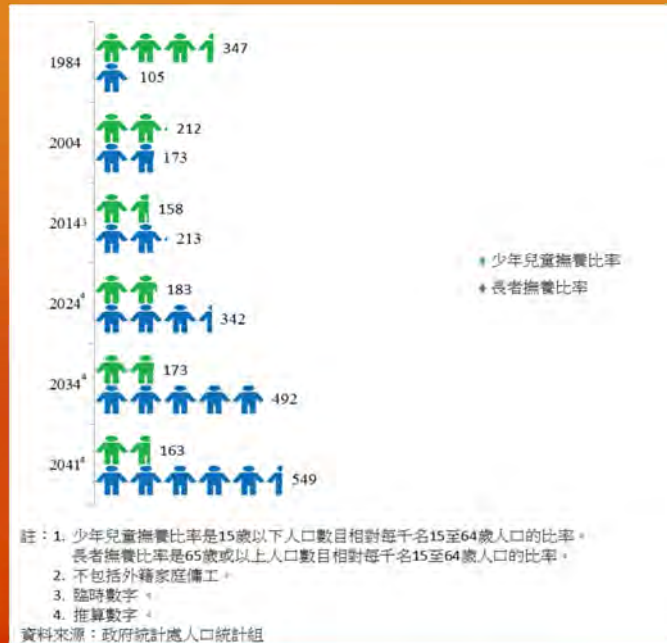 347
1984
105
212
2004
173
158
2014³
213
183
2024⁴
342
173
2034⁴
492
163
2041⁴
549
少年兒童撫養比率
長者撫養比率
註：1. 少年兒童撫養比率是15歲以下人口數目相對每千名15至64歲人口的比率。
長者撫養比率是65歲或以上人口數目相對每千名15至64歲人口的比率。
2. 不包括外籍家庭傭工。
3. 臨時數字。
4. 推算數字。
資料來源：政府統計處人口統計組